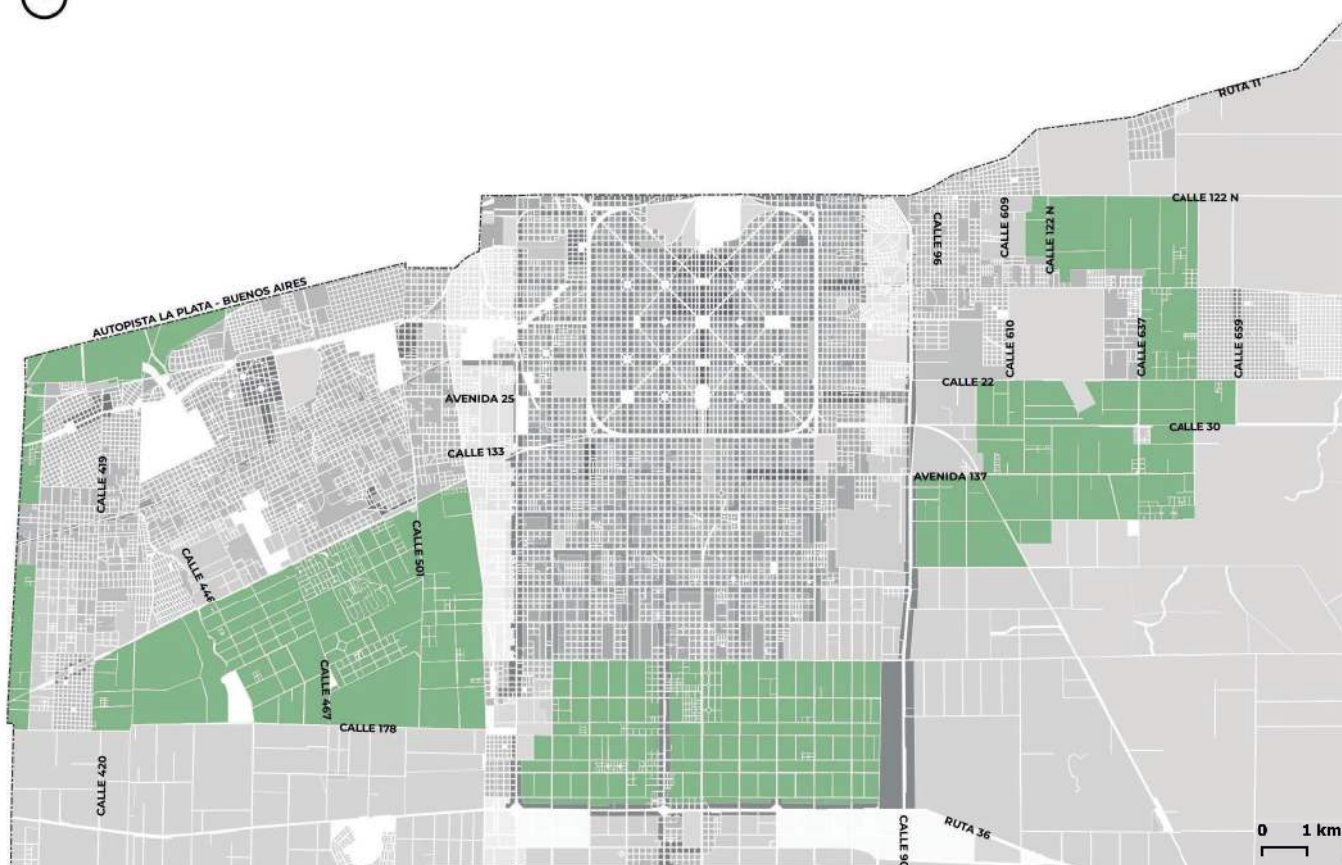 RUTA 11
CALLE 122 N
CALLE 609
CALLE 122 N
CALLE 96
AUTOPISTA LA PLATA - BUENOS AIRES
CALLE 610
CALLE 637
CALLE 659
CALLE 22
AVENIDA 25
CALLE 30
CALLE 133
CALLE 419
AVENIDA 137
CALLE 501
CALLE 446
CALLE 467
CALLE 178
CALLE 420
RUTA 36
CALLE 90
0 1 km